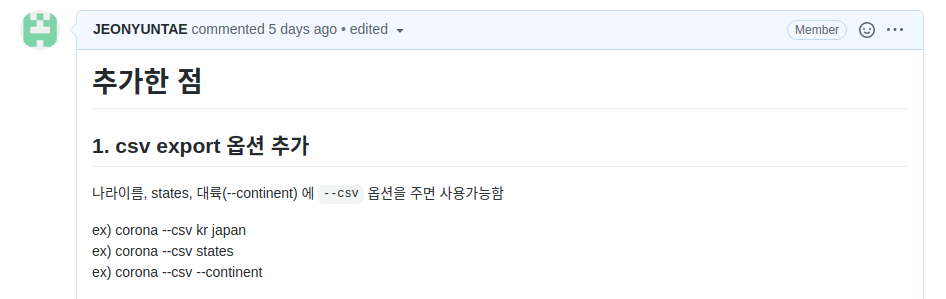 JEONYUNTAE commented 5 days ago • edited
Member
추가한 점
1. csv export 옵션 추가
나라이름, states, 대륙(--continent) 에 --csv 옵션을 주면 사용가능함
ex) corona --csv kr japan
ex) corona --csv states
ex) corona --csv --continent